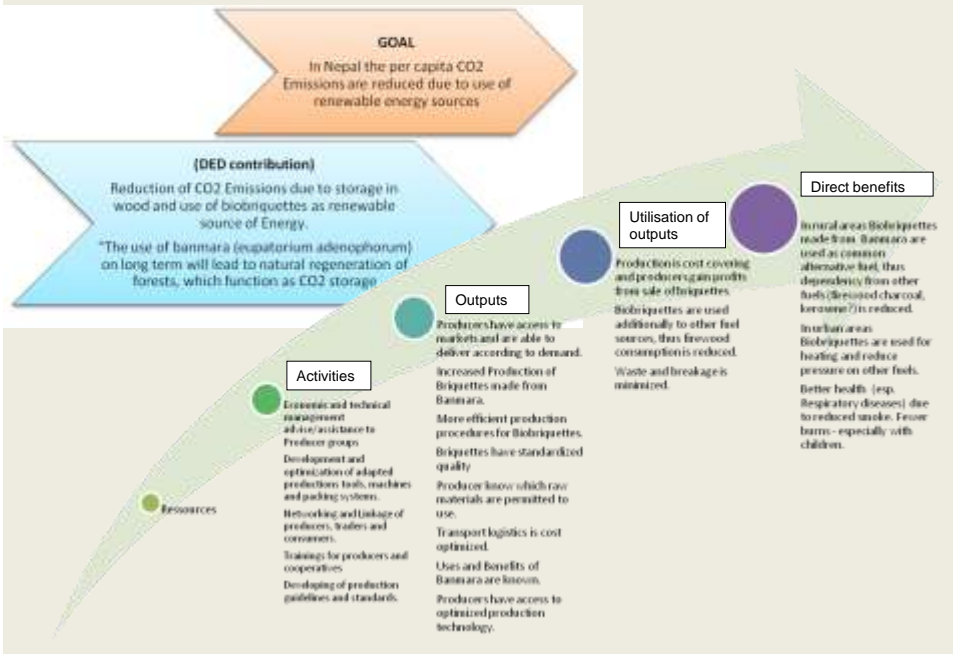 GOAL
In Nepal the per capita CO2
Emissions are reduced due to use of
renewable energy sources
(DED contribution)
Reduction of CO2 Emissions due to storage in
wood and use of biobriquettes as renewable
source of Energy.
"The use of banmara (eupatorium adenophorum)
on long term will lead to natural regeneration of
forests, which function as CO2 storage
Ressources
Activities
Economic and technical
management
advice/assistance to
Producer groups
Development and
optimization of adapted
productions tools, machines
and packing systems.
Networking and Linkage of
producers, traders and
consumers.
Trainings for producers and
cooperatives
Developing of production
guidelines and standards.
Outputs
Producers have access to
markets and are able to
deliver according to demand.
Increased Production of
Briquettes made from
Banmara.
More efficient production
procedures for Biobriquettes.
Briquettes have standardized
quality
Producer know which raw
materials are permitted to
use.
Transport logistics is cost
optimized.
Uses and Benefits of
Banmara are known.
Producers have access to
optimized production
technology.
Utilisation of
outputs
Production is cost covering
and producers gain profits
from sale of briquettes.
Biobriquettes are used
additionally to other fuel
sources, thus firewood
consumption is reduced.
Waste and breakage is
minimized.
Direct benefits
In rural areas Biobriquettes
made from Banmara are
used as common
alternative fuel, thus
dependency from other
fuels (firewood charcoal,
kerosene?) is reduced.
In urban areas
Biobriquettes are used for
heating and reduce
pressure on other fuels.
Better health (esp.
Respiratory diseases) due
to reduced smoke. Fewer
burns - especially with
children.